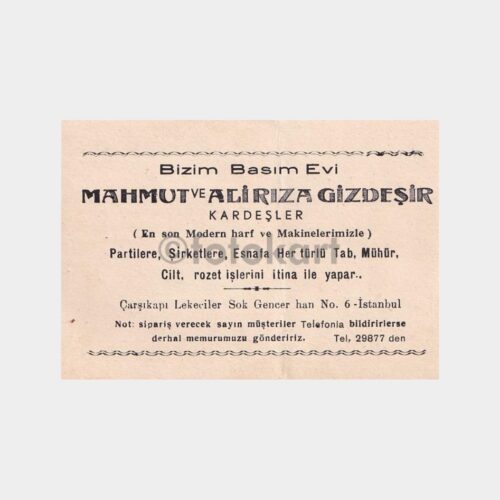 Bizim Basım Evi
MAHMUT VE ALİ RIZA GİZDEŞİR
KARDEŞLER
( En son Modern harf ve Makinelerimizle )
©fotokart
Partilere, Şirketlere, Esnafa Her türlü Tab, Mühür,
Cilt, rozet işlerini itina ile yapar..
Çarşıkapı Lekeciler Sok Gencer han No. 6 -İstanbul
Not: sipariş verecek sayın müşteriler Telefonla bildirirlerse
derhal memurumuzu göndeririz. Tel, 29877 den